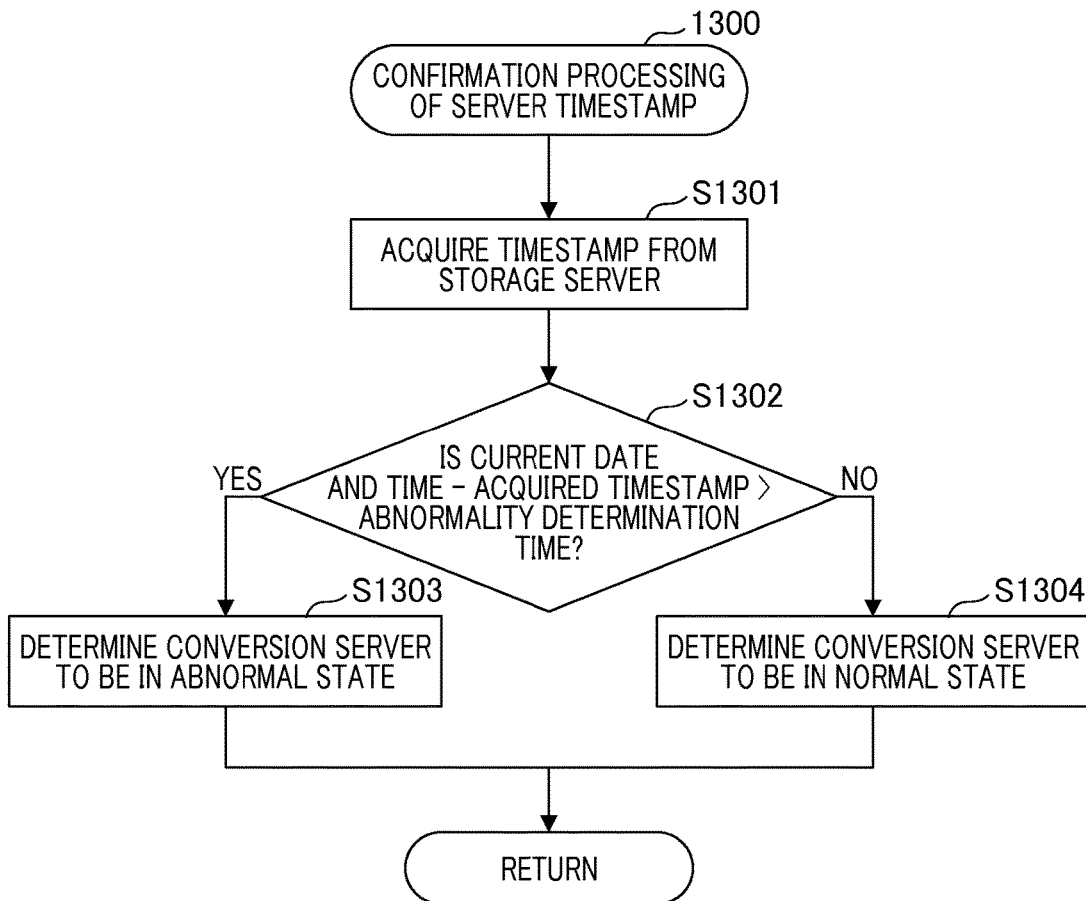 1300
CONFIRMATION PROCESSING
OF SERVER TIMESTAMP
S1301
ACQUIRE TIMESTAMP FROM
STORAGE SERVER
S1302
IS CURRENT DATE
AND TIME – ACQUIRED TIMESTAMP >
ABNORMALITY DETERMINATION
TIME?
YES
NO
S1303
DETERMINE CONVERSION SERVER
TO BE IN ABNORMAL STATE
S1304
DETERMINE CONVERSION SERVER
TO BE IN NORMAL STATE
RETURN